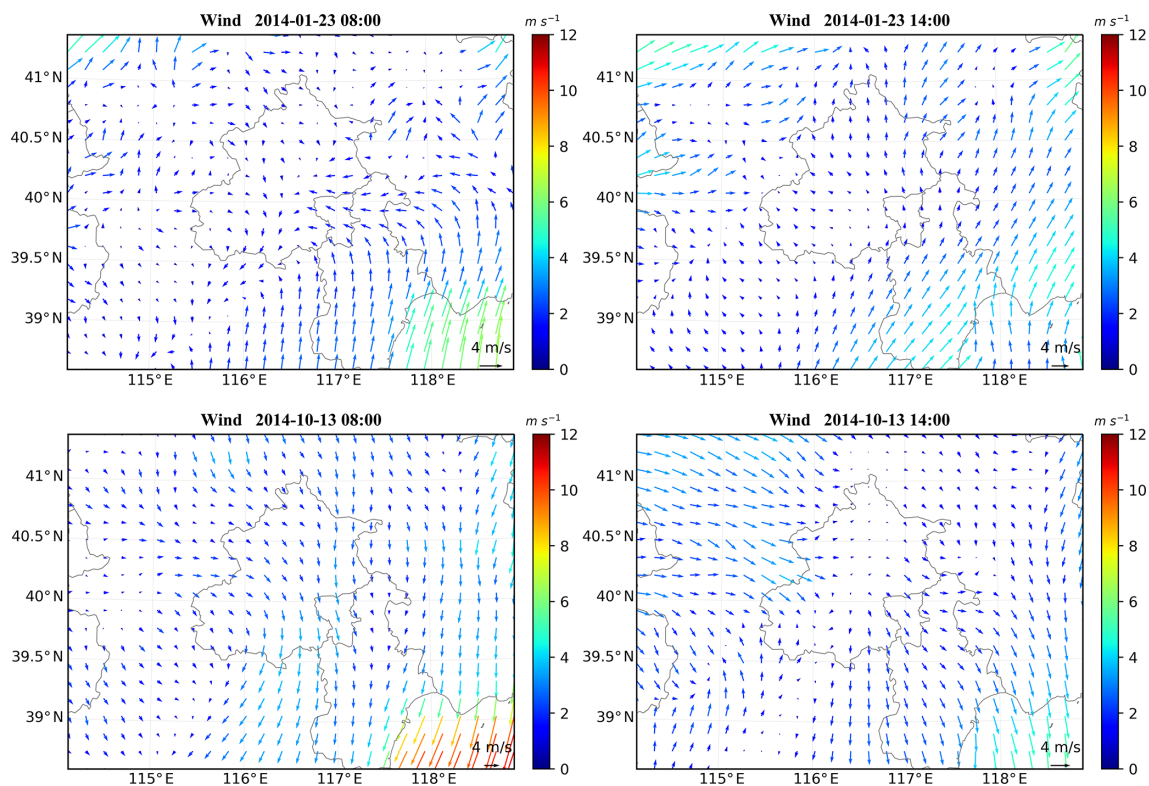 Wind 2014-01-23 08:00
m s⁻¹
12
10
8
6
4
2
0
41°N
40.5°N
40°N
39.5°N
39°N
4 m/s
115°E 116°E 117°E 118°E
Wind 2014-01-23 14:00
m s⁻¹
12
10
8
6
4
2
0
41°N
40.5°N
40°N
39.5°N
39°N
4 m/s
115°E 116°E 117°E 118°E
Wind 2014-10-13 08:00
m s⁻¹
12
10
8
6
4
2
0
41°N
40.5°N
40°N
39.5°N
39°N
4 m/s
115°E 116°E 117°E 118°E
Wind 2014-10-13 14:00
m s⁻¹
12
10
8
6
4
2
0
41°N
40.5°N
40°N
39.5°N
39°N
4 m/s
115°E 116°E 117°E 118°E